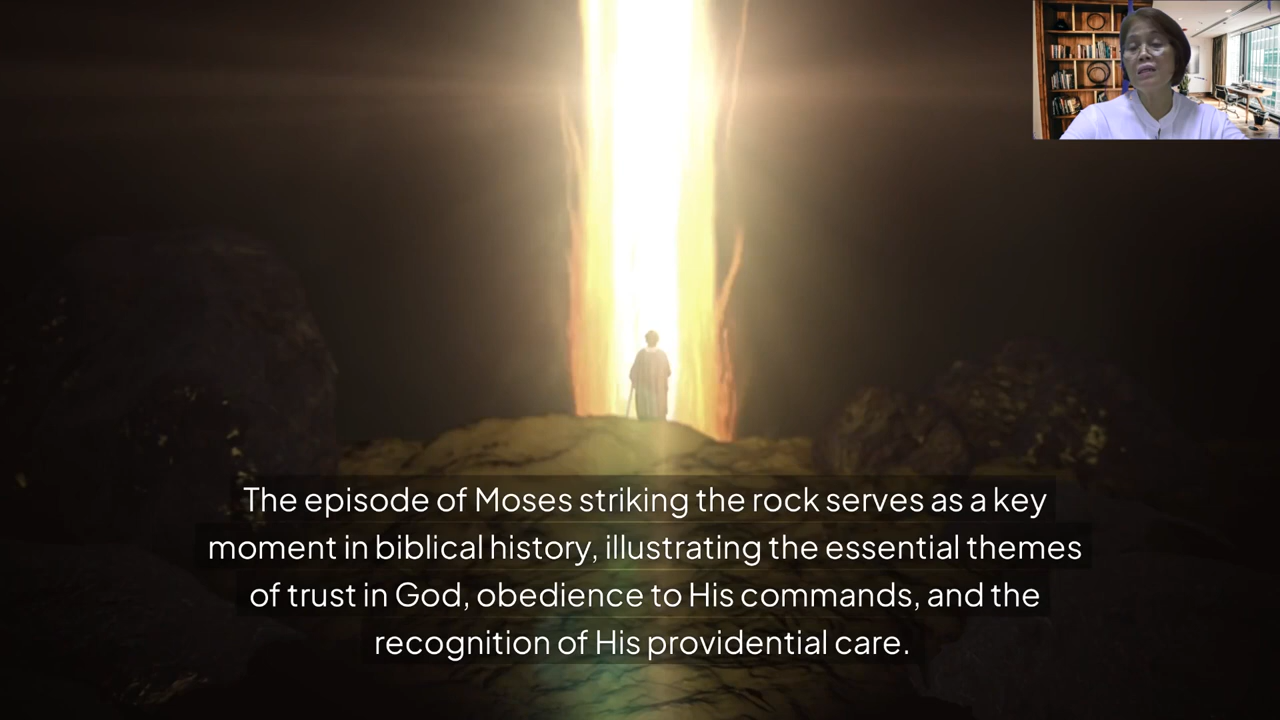 The episode of Moses striking the rock serves as a key
moment in biblical history, illustrating the essential themes
of trust in God, obedience to His commands, and the
recognition of His providential care.